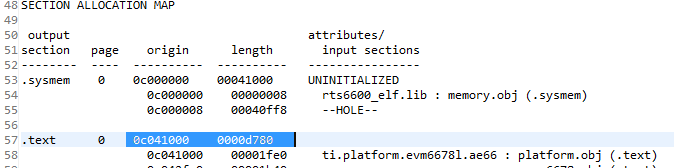 48 SECTION ALLOCATION MAP
49
50 output attributes/
51 section page origin length input sections
52 -------- ---- ---------- ---------- ----------------
53 .sysmem 0 0c000000 00041000 UNINITIALIZED
54 0c000000 00000008 rts6600_elf.lib : memory.obj (.sysmem)
55 0c000008 00040ff8 --HOLE--
56
57 .text 0 0c041000 0000d780
58 0c041000 00001fe0 ti.platform.evm6678l.ae66 : platform.obj (.text)